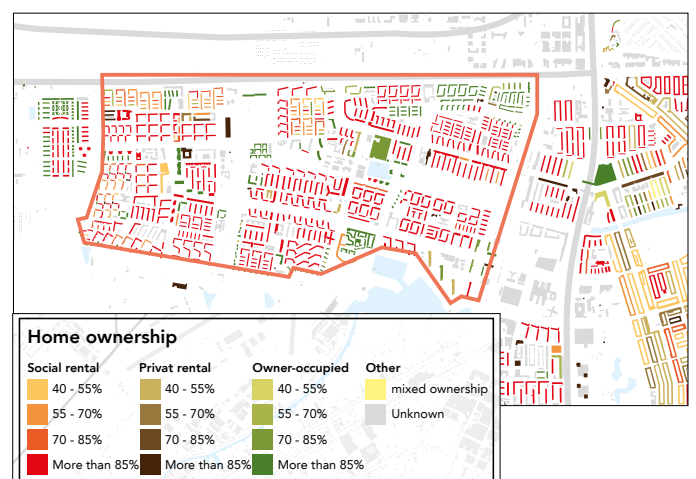 Home ownership
Social rental Privat rental Owner-occupied Other
40 - 55% 40 - 55% 40 - 55% mixed ownership
55 - 70% 55 - 70% 55 - 70% Unknown
70 - 85% 70 - 85% 70 - 85%
More than 85% More than 85% More than 85%